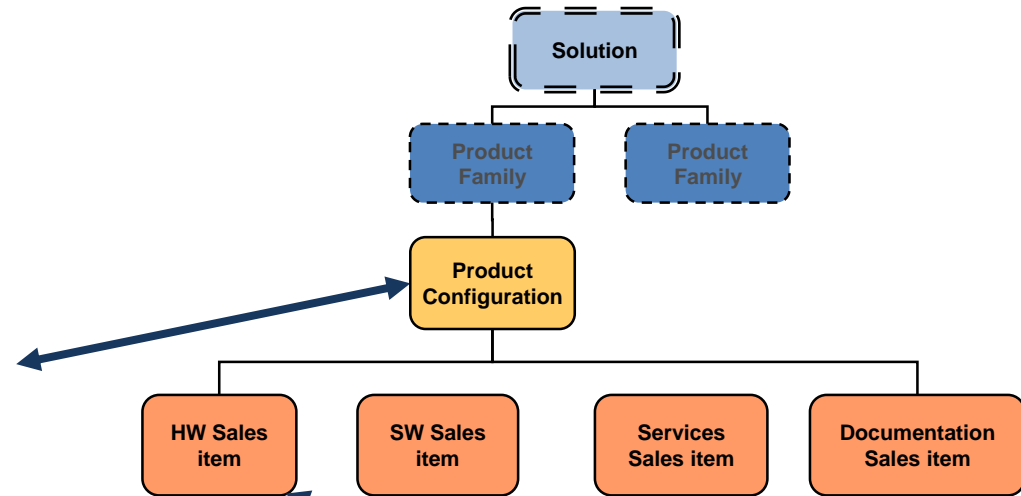 Solution
Product
Family
Product
Family
Product
Configuration
HW Sales
item
SW Sales
item
Services
Sales item
Documentation
Sales item